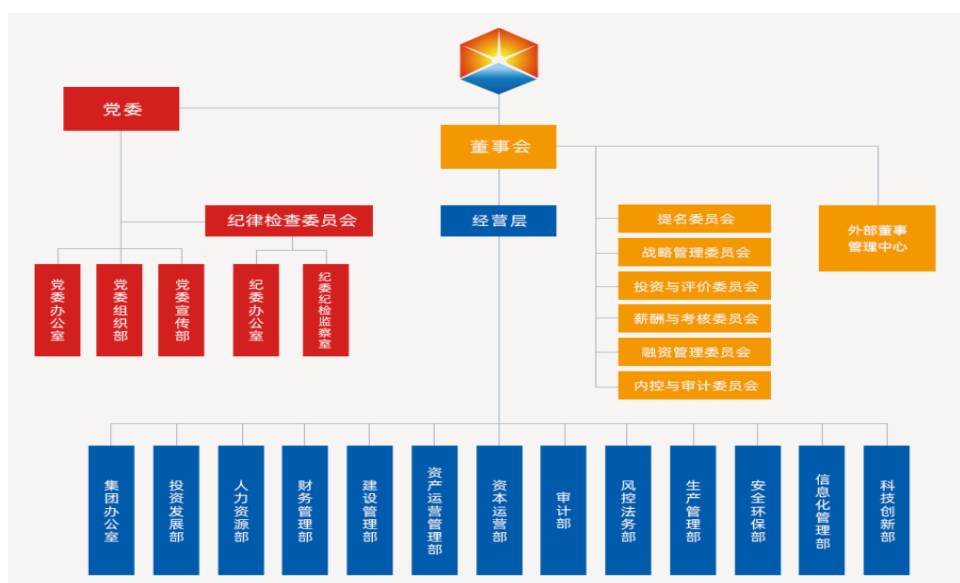 党委
董事会
纪律检查委员会
经营层
提名委员会
外部董事
管理中心
战略管理委员会
投资与评价委员会
薪酬与考核委员会
融资管理委员会
内控与审计委员会
党委办公室
党委组织部
党委宣传部
纪委办公室
纪委纪检监察室
集团办公室
投资发展部
人力资源部
财务管理部
建设管理部
资产运营管理部
资本运营部
审计部
风控法务部
生产管理部
安全环保部
信息化管理部
科技创新部